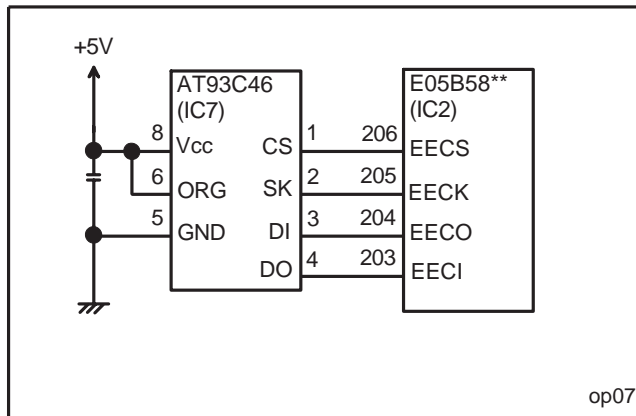 +5V
AT93C46
(IC7)
E05B58**
(IC2)
8 Vcc CS 1 206 EECS
6 ORG SK 2 205 EECK
5 GND DI 3 204 EECO
DO 4 203 EECI
op07